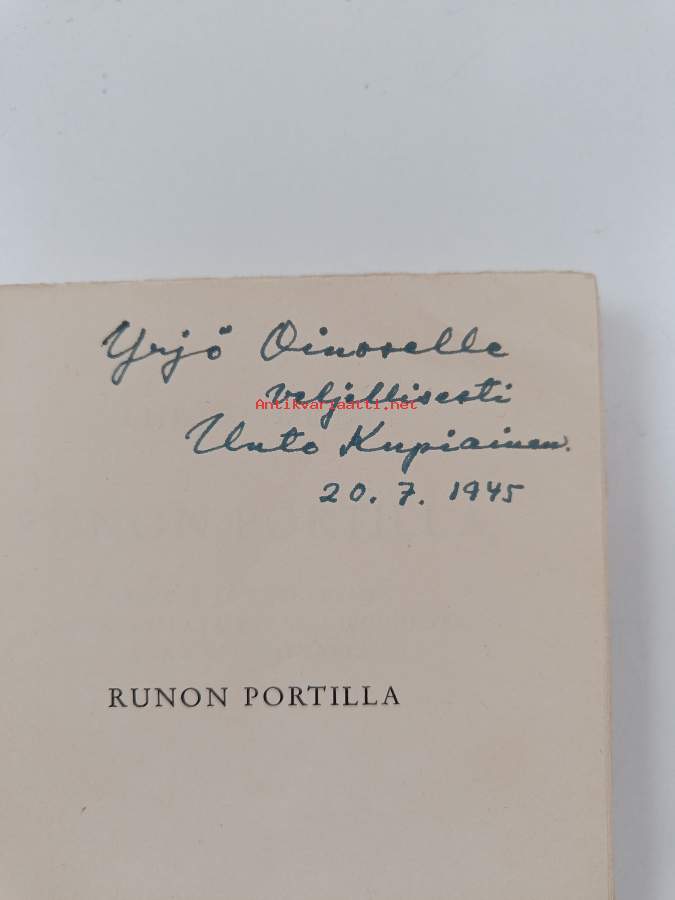 Yrjö Oinoselle
veljellisesti
Antikvariaatti.net
Unto Kupiainen.
20. 7. 1945
RUNON PORTILLA